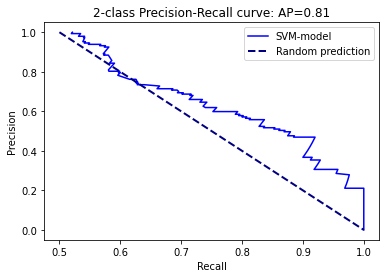 2-class Precision-Recall curve: AP=0.81
SVM-model
Random prediction
Precision
1.0
0.8
0.6
0.4
0.2
0.0
0.5 0.6 0.7 0.8 0.9 1.0
Recall